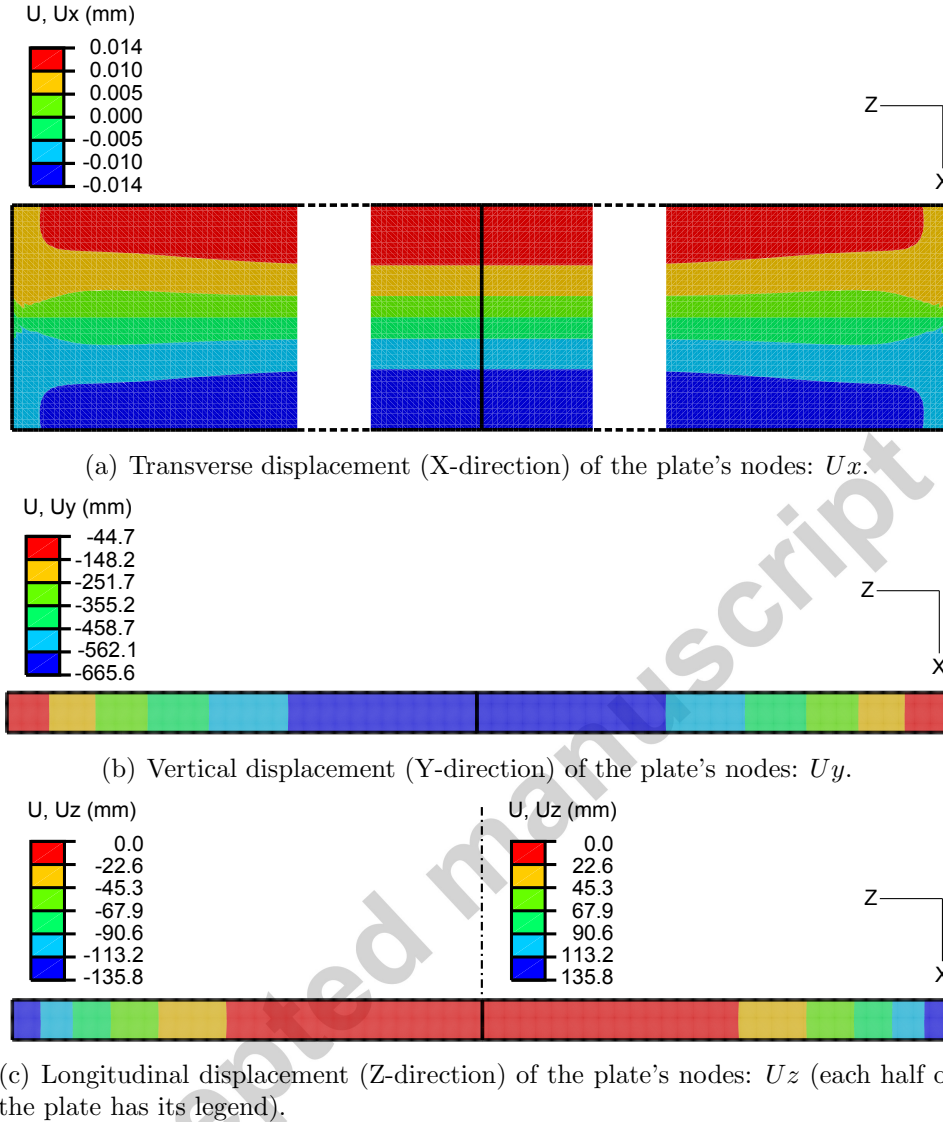 U, Ux (mm)
0.014
0.010
0.005
0.000
-0.005
-0.010
-0.014
Z
X
(a) Transverse displacement (X-direction) of the plate's nodes: Ux.
U, Uy (mm)
-44.7
-148.2
-251.7
-355.2
-458.7
-562.1
-665.6
Z
X
(b) Vertical displacement (Y-direction) of the plate's nodes: Uy.
U, Uz (mm)
0.0
-22.6
-45.3
-67.9
-90.6
-113.2
-135.8
U, Uz (mm)
0.0
22.6
45.3
67.9
90.6
113.2
135.8
Z
X
(c) Longitudinal displacement (Z-direction) of the plate's nodes: Uz (each half o
the plate has its legend).
epted manuscript